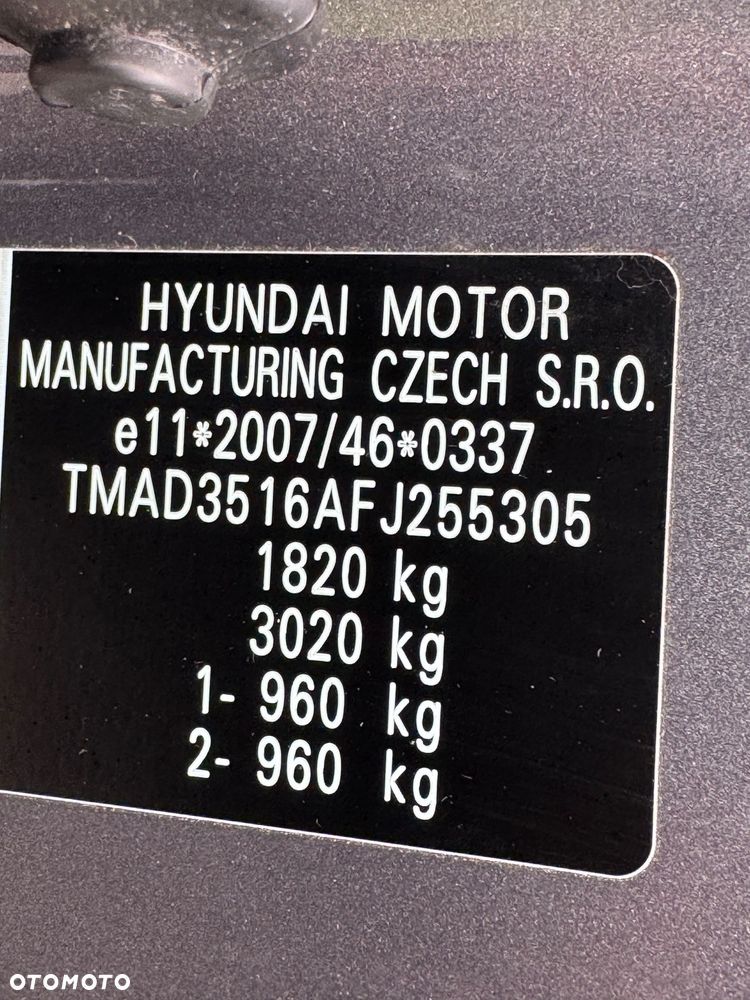 HYUNDAI MOTOR
MANUFACTURING CZECH S.R.O.
e11*2007/46*0337
TMAD3516AFJ255305
1820 kg
3020 kg
1- 960 kg
2- 960 kg
OTOMOTO